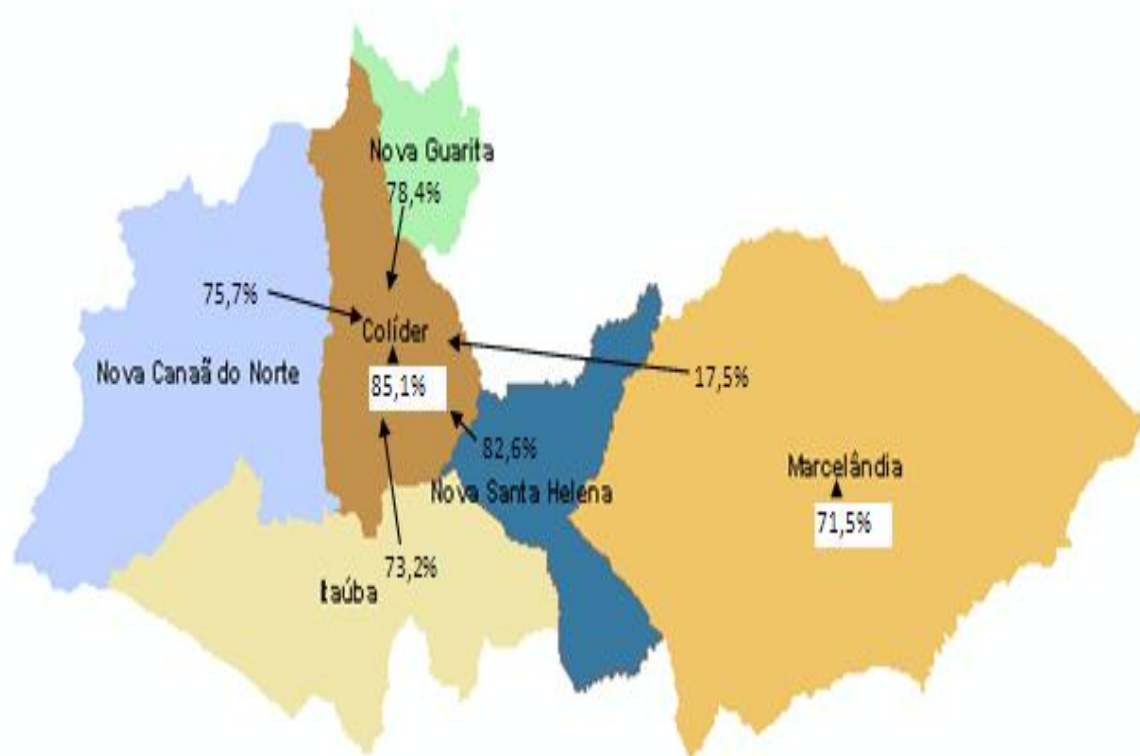 Nova Guarita
78,4%
75,7%
Colíder
Nova Canaã do Norte
85,1%
17,5%
82,6%
Marcelândia
Nova Santa Helena
71,5%
73,2%
Itaúba